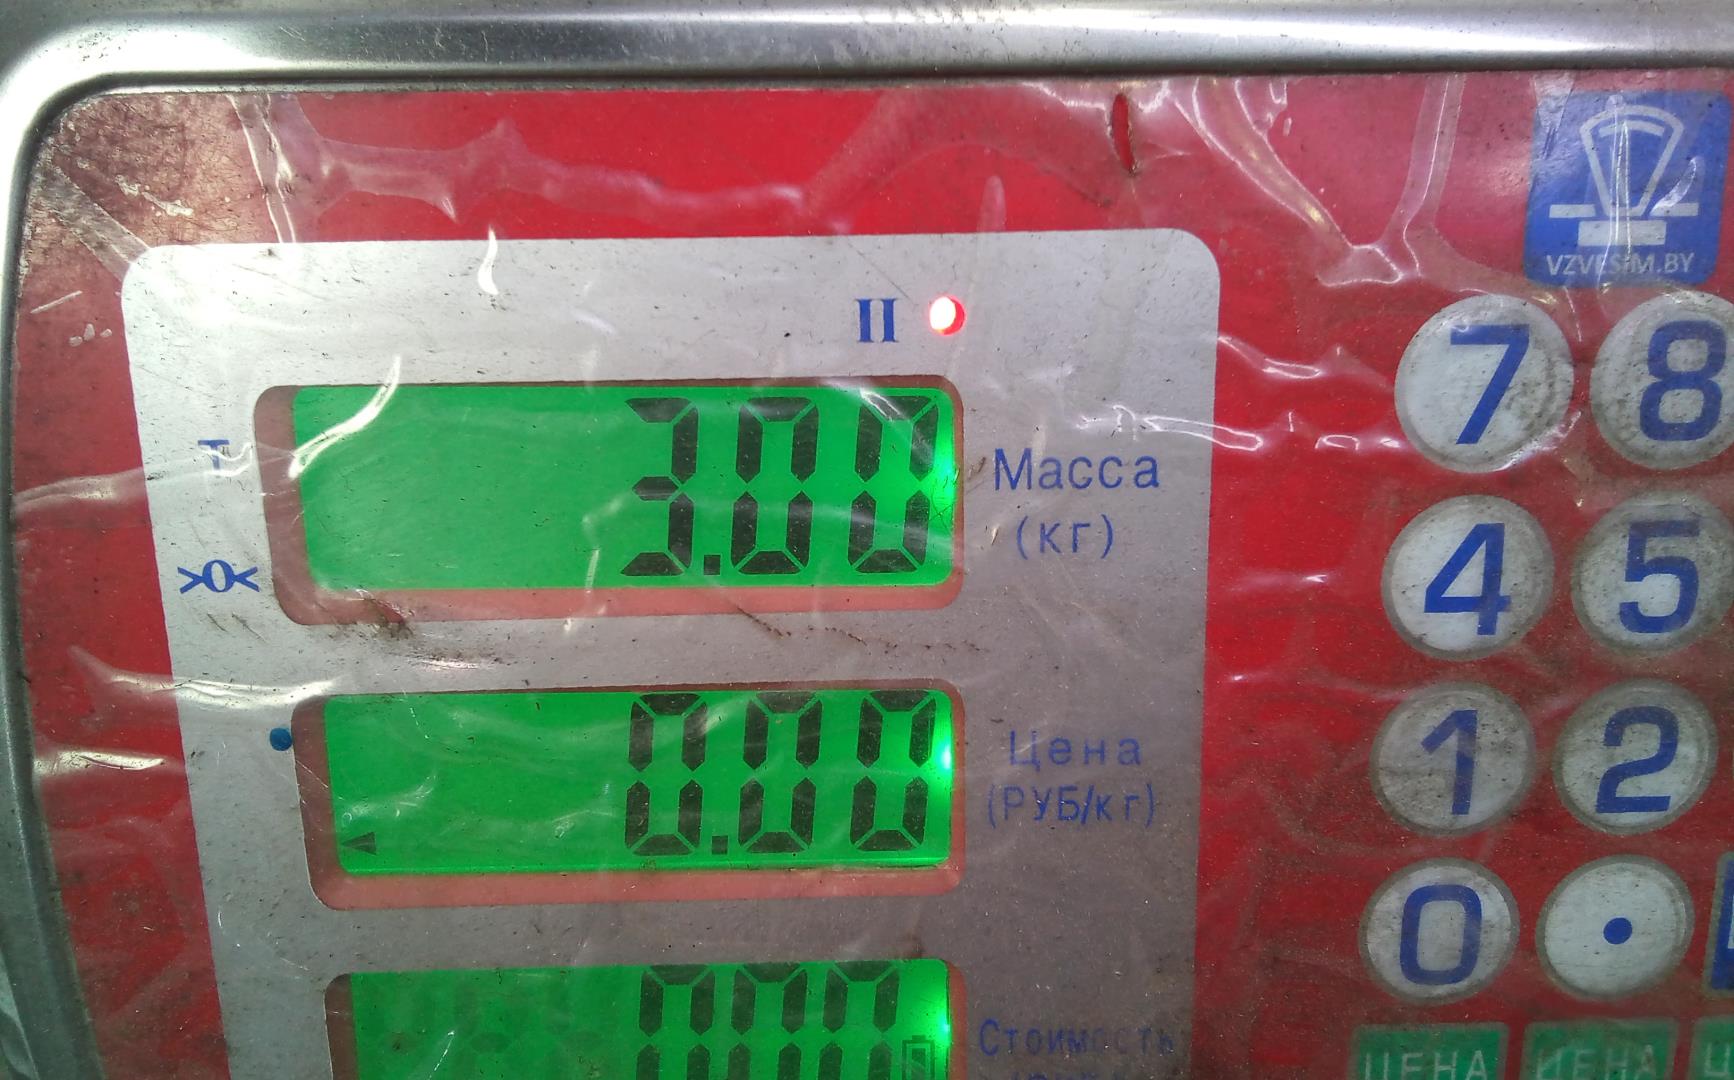 VZVESIM.BY
II
T
3.00
Масса
(кг)
>0<
7 8
4 5
0.00
Цена
(РУБ/кг)
1 2
0 .
Стоимость
ЦЕНА ЦЕНА